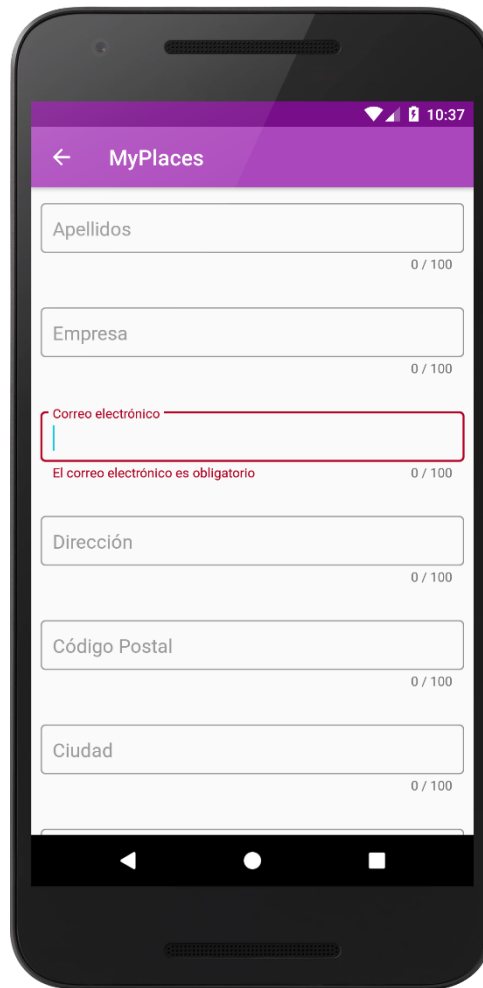 10:37
MyPlaces
Apellidos
0 / 100
Empresa
0 / 100
Correo electrónico
El correo electrónico es obligatorio 0 / 100
Dirección
0 / 100
Código Postal
0 / 100
Ciudad
0 / 100